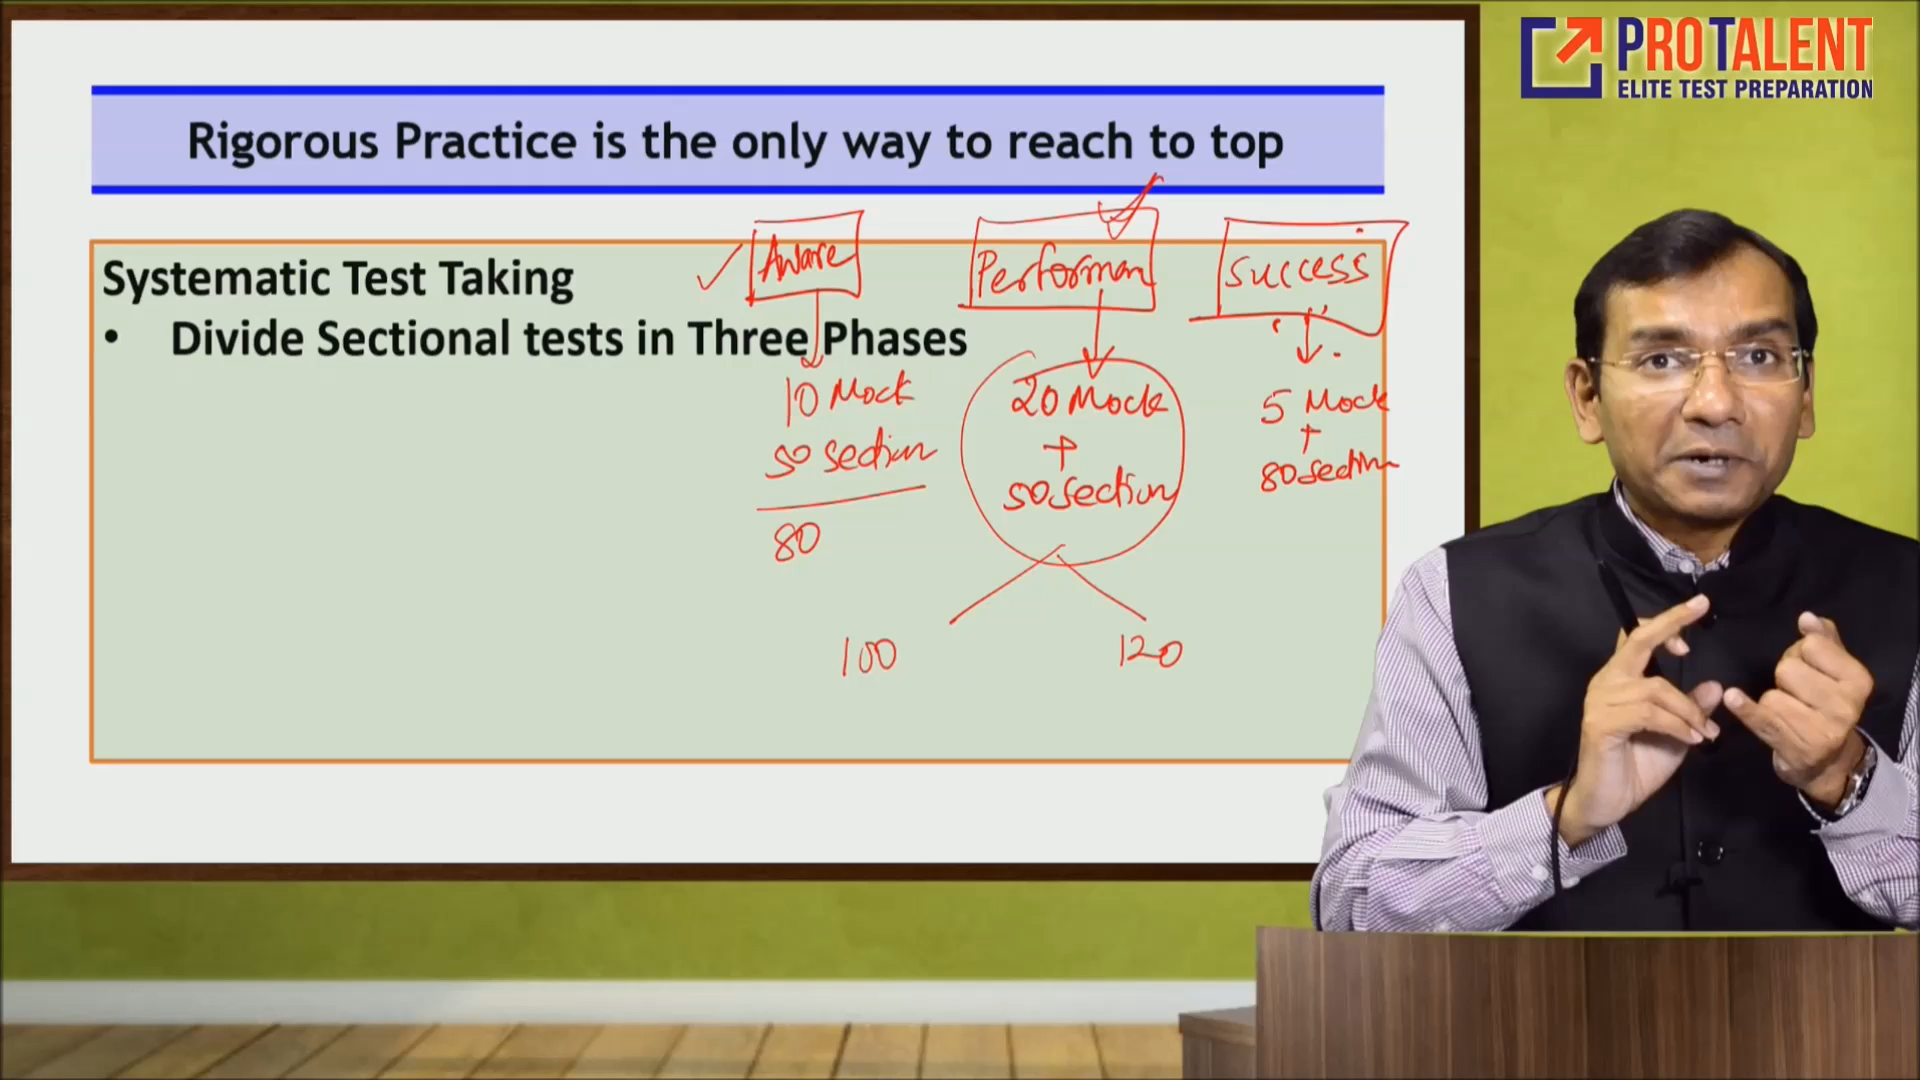 PROTALENT
ELITE TEST PREPARATION
Rigorous Practice is the only way to reach to top
Systematic Test Taking
• Divide Sectional tests in Three Phases
Aware
10 Mock
50 section
80
Performan
20 Mock
+
50 section
100
120
Success
5 Mock
+
80 section